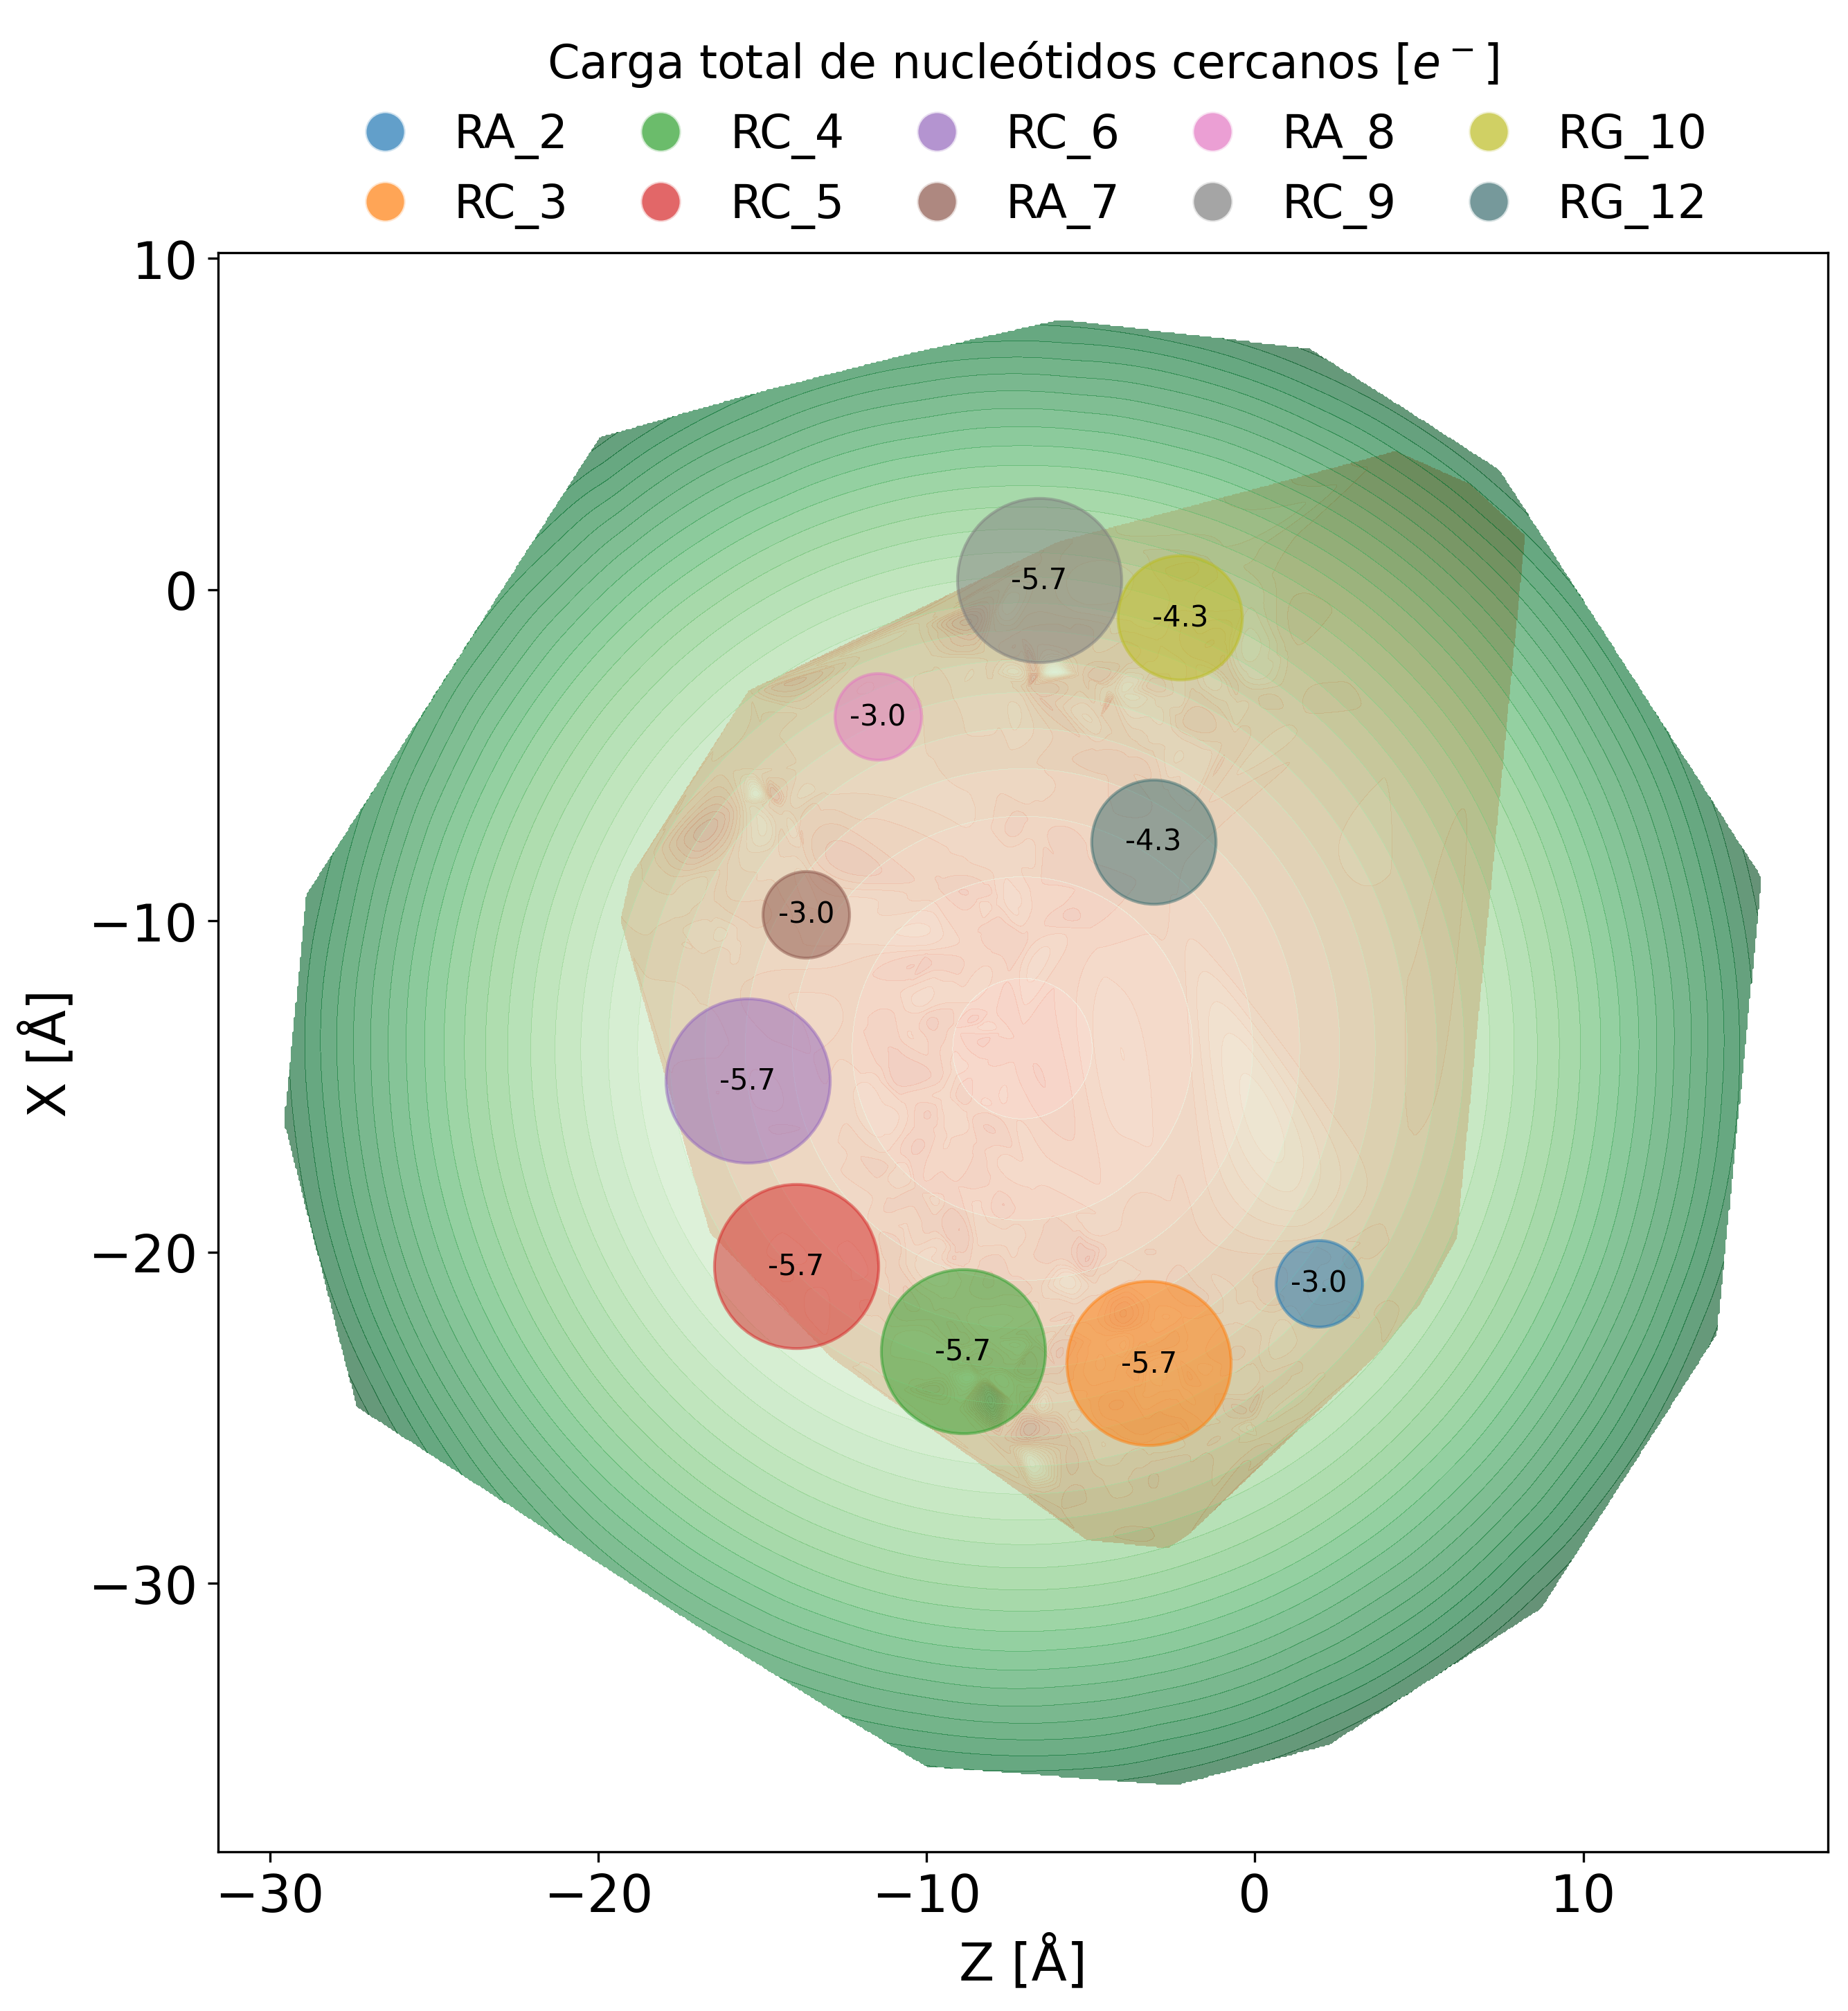 Carga total de nucleótidos cercanos [e⁻]
RA_2 RC_4 RC_6 RA_8 RG_10
RC_3 RC_5 RA_7 RC_9 RG_12
10
0
−10
−20
−30
X [Å]
-5.7
-4.3
-3.0
-4.3
-3.0
-5.7
-5.7
-3.0
-5.7
-5.7
−30 −20 −10 0 10
Z [Å]